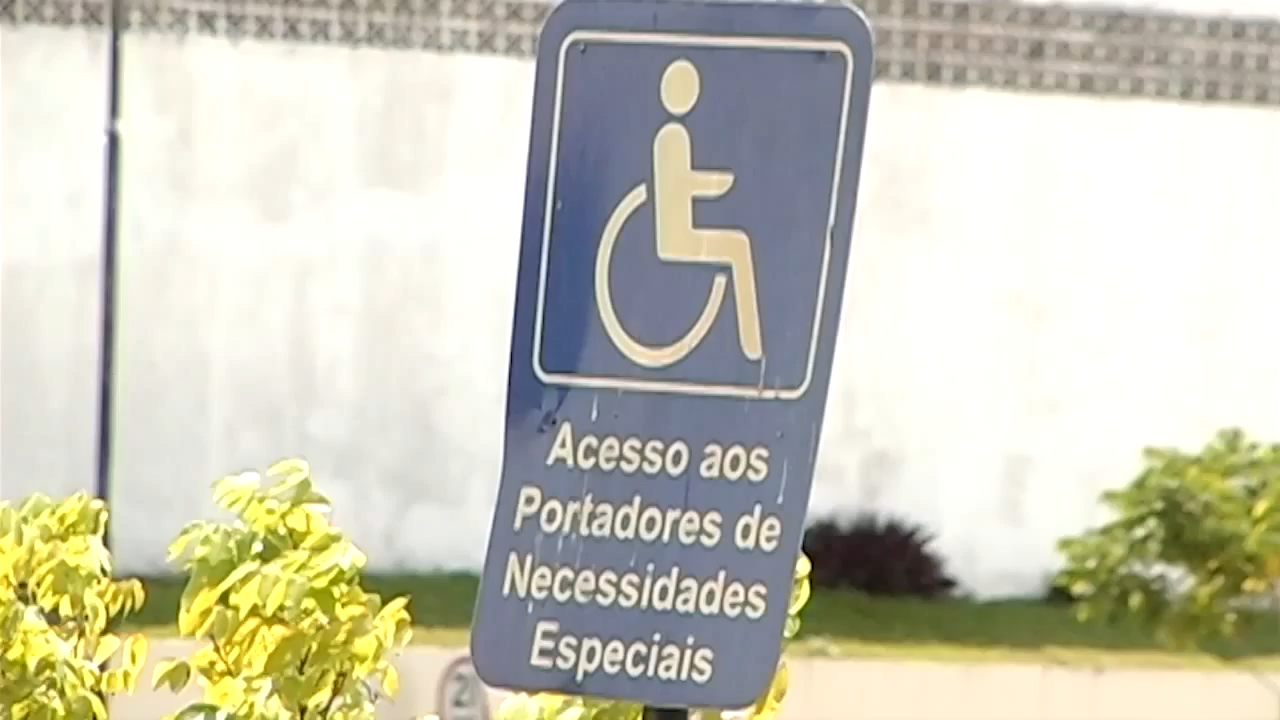 Acesso aos
Portadores de
Necessidades
Especiais